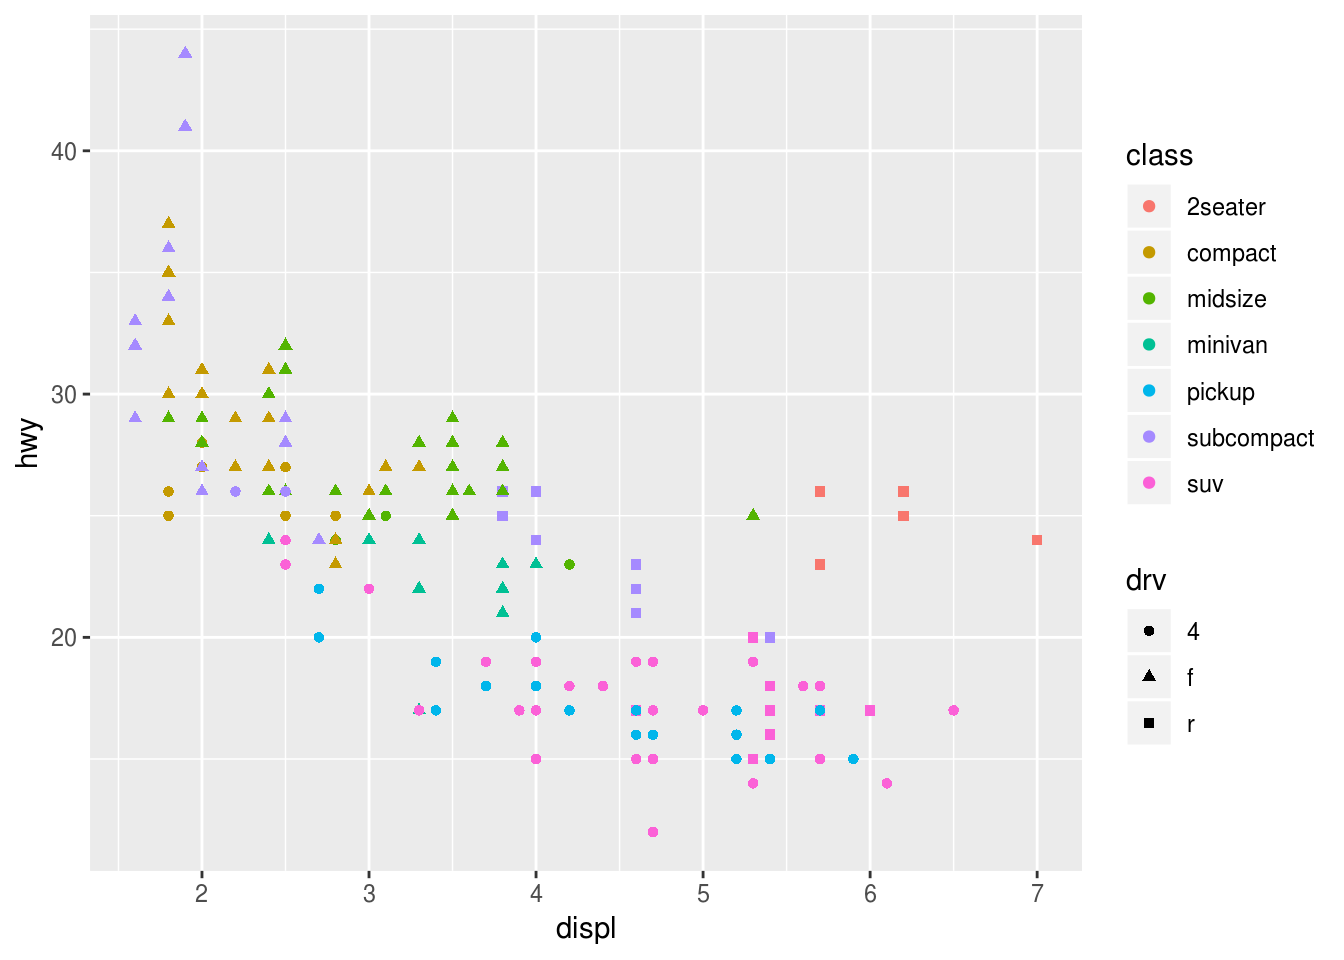 hwy
40
30
20
2 3 4 5 6 7
displ
class
2seater
compact
midsize
minivan
pickup
subcompact
suv
drv
4
f
r